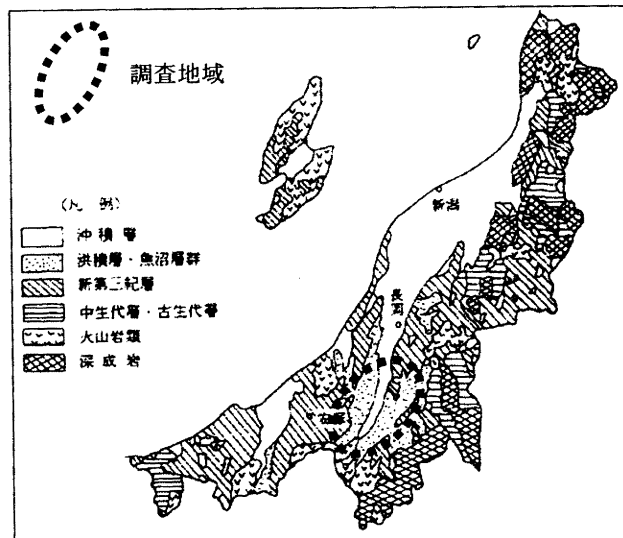 調査地域
(凡 例)
沖積層
洪積層・魚沼層群
新第三紀層
中生代層・古生代層
火山岩類
深成岩
新潟
長岡